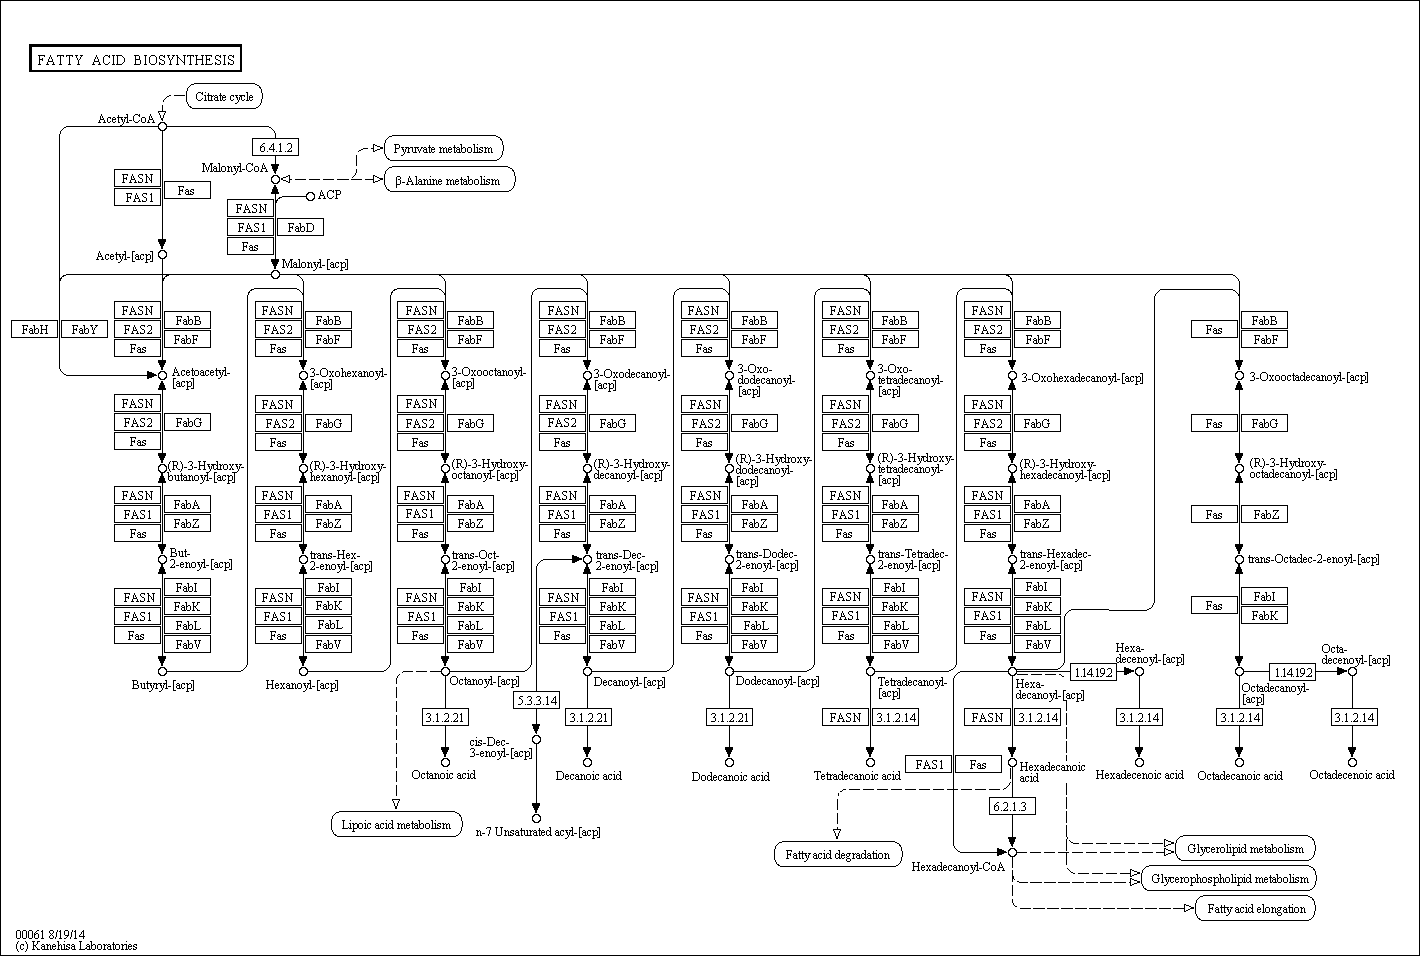 FATTY ACID BIOSYNTHESIS
Citrate cycle
Acetyl-CoA
6.4.1.2
Pyruvate metabolism
Malonyl-CoA
β-Alanine metabolism
FASN
Fas
FAS1
ACP
FASN
FAS1
FabD
Fas
Acetyl-[acp]
Malonyl-[acp]
FabH
FabY
FASN
FAS2
Fas
FabB
FabF
FASN
FAS2
Fas
FabB
FabF
FASN
FAS2
Fas
FabB
FabF
FASN
FAS2
Fas
FabB
FabF
FASN
FAS2
Fas
FabB
FabF
FASN
FAS2
Fas
FabB
FabF
FASN
FAS2
Fas
FabB
FabF
Fas
FabB
FabF
Acetoacetyl-
[acp]
3-Oxohexanoyl-
[acp]
3-Oxooctanoyl-
[acp]
3-Oxodecanoyl-
[acp]
3-Oxo-
dodecanoyl-
[acp]
3-Oxo-
tetradecanoyl-
[acp]
3-Oxohexadecanoyl-[acp]
3-Oxooctadecanoyl-[acp]
FASN
FAS2
Fas
FabG
FASN
FAS2
Fas
FabG
FASN
FAS2
Fas
FabG
FASN
FAS2
Fas
FabG
FASN
FAS2
Fas
FabG
FASN
FAS2
Fas
FabG
FASN
FAS2
Fas
FabG
Fas
FabG
(R)-3-Hydroxy-
butanoyl-[acp]
(R)-3-Hydroxy-
hexanoyl-[acp]
(R)-3-Hydroxy-
octanoyl-[acp]
(R)-3-Hydroxy-
decanoyl-[acp]
(R)-3-Hydroxy-
dodecanoyl-
[acp]
(R)-3-Hydroxy-
tetradecanoyl-
[acp]
(R)-3-Hydroxy-
hexadecanoyl-[acp]
(R)-3-Hydroxy-
octadecanoyl-[acp]
FASN
FAS1
Fas
FabA
FabZ
FASN
FAS1
Fas
FabA
FabZ
FASN
FAS1
Fas
FabA
FabZ
FASN
FAS1
Fas
FabA
FabZ
FASN
FAS1
Fas
FabA
FabZ
FASN
FAS1
Fas
FabA
FabZ
FASN
FAS1
Fas
FabA
FabZ
Fas
FabZ
But-
2-enoyl-[acp]
trans-Hex-
2-enoyl-[acp]
trans-Oct-
2-enoyl-[acp]
trans-Dec-
2-enoyl-[acp]
trans-Dodec-
2-enoyl-[acp]
trans-Tetradec-
2-enoyl-[acp]
trans-Hexadec-
2-enoyl-[acp]
trans-Octadec-2-enoyl-[acp]
FASN
FAS1
Fas
FabI
FabK
FabL
FabV
FASN
FAS1
Fas
FabI
FabK
FabL
FabV
FASN
FAS1
Fas
FabI
FabK
FabL
FabV
FASN
FAS1
Fas
FabI
FabK
FabL
FabV
FASN
FAS1
Fas
FabI
FabK
FabL
FabV
FASN
FAS1
Fas
FabI
FabK
FabL
FabV
FASN
FAS1
Fas
FabI
FabK
FabL
FabV
Fas
FabI
FabK
Butyryl-[acp]
Hexanoyl-[acp]
Octanoyl-[acp]
Decanoyl-[acp]
Dodecanoyl-[acp]
Tetradecanoyl-
[acp]
Hexa-
decanoyl-[acp]
1.14.19.2
Hexa-
decenoyl-[acp]
Octadecanoyl-
[acp]
1.14.19.2
Octa-
decenoyl-[acp]
5.3.3.14
3.1.2.21
3.1.2.21
3.1.2.21
FASN
3.1.2.14
FASN
3.1.2.14
3.1.2.14
3.1.2.14
3.1.2.14
cis-Dec-
3-enoyl-[acp]
FAS1
Fas
Octanoic acid
Decanoic acid
Dodecanoic acid
Tetradecanoic acid
Hexadecanoic
acid
Hexadecenoic acid
Octadecanoic acid
Octadecenoic acid
6.2.1.3
Lipoic acid metabolism
n-7 Unsaturated acyl-[acp]
Fatty acid degradation
Hexadecanoyl-CoA
Glycerolipid metabolism
Glycerophospholipid metabolism
Fatty acid elongation
00061 8/19/14
(c) Kanehisa Laboratories